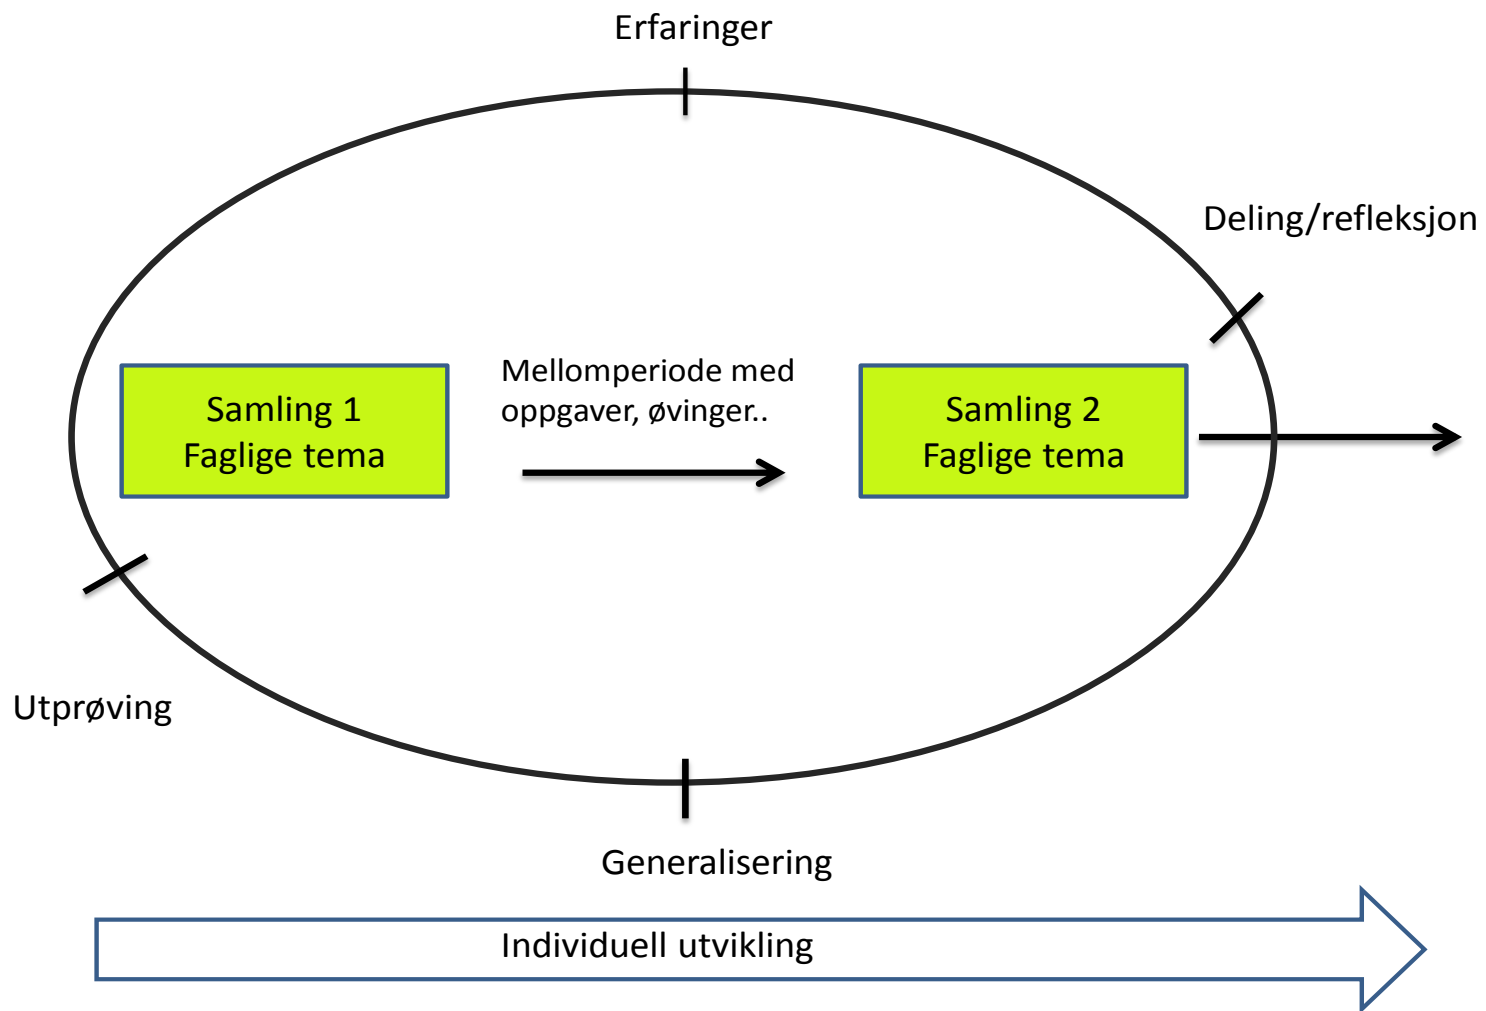 Erfaringer
Deling/refleksjon
Samling 1
Faglige tema
Mellomperiode med
oppgaver, øvinger..
Samling 2
Faglige tema
Utprøving
Generalisering
Individuell utvikling